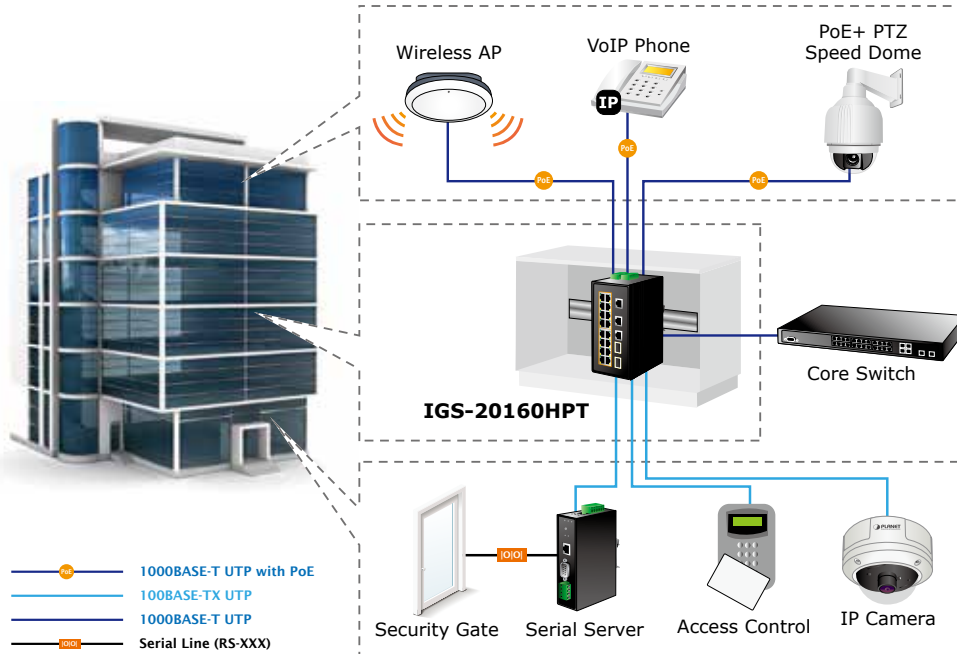 Wireless AP
VoIP Phone
PoE+ PTZ
Speed Dome
IP
PoE
PoE
PoE
Core Switch
IGS-20160HPT
PLANET
|O|O|
Security Gate
Serial Server
Access Control
IP Camera
PoE
1000BASE-T UTP with PoE
100BASE-TX UTP
1000BASE-T UTP
|O|O|
Serial Line (RS-XXX)